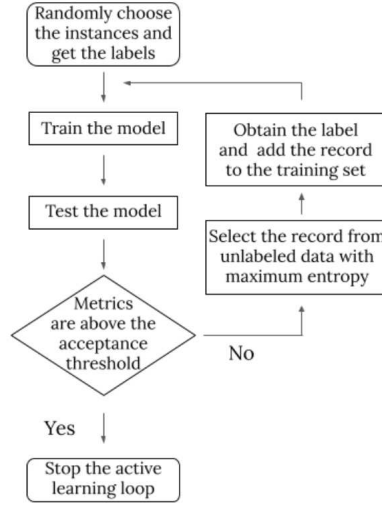 Randomly choose
the instances and
get the labels
Train the model
Test the model
Metrics
are above the
acceptance
threshold
No
Select the record from
unlabeled data with
maximum entropy
Obtain the label
and add the record
to the training set
Yes
Stop the active
learning loop